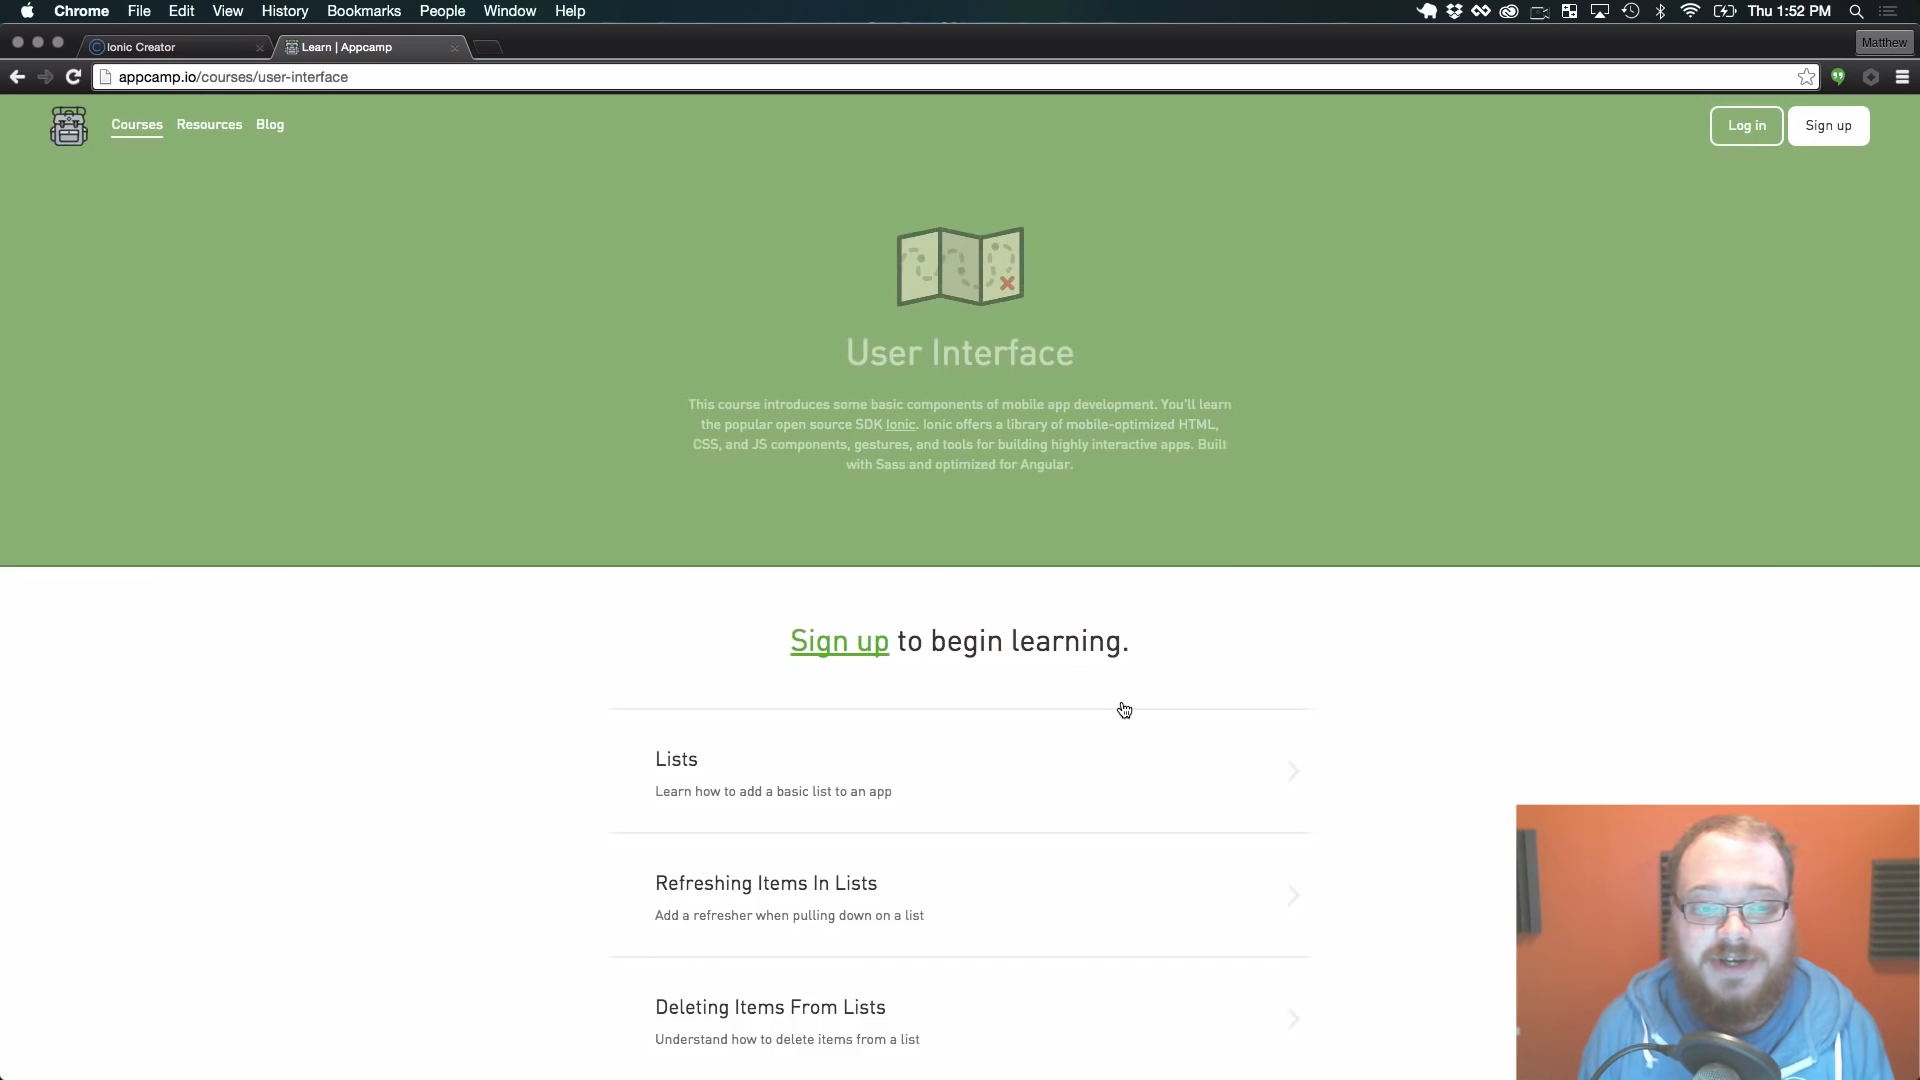 Chrome File Edit View History Bookmarks People Window Help Thu 1:52 PM
Ionic Creator Learn | Appcamp Matthew
appcamp.io/courses/user-interface
Courses Resources Blog Log in Sign up
User Interface
This course introduces some basic components of mobile app development. You'll learn
the popular open source SDK Ionic. Ionic offers a library of mobile-optimized HTML,
CSS, and JS components, gestures, and tools for building highly interactive apps. Built
with Sass and optimized for Angular.
Sign up to begin learning.
Lists
Learn how to add a basic list to an app
Refreshing Items In Lists
Add a refresher when pulling down on a list
Deleting Items From Lists
Understand how to delete items from a list